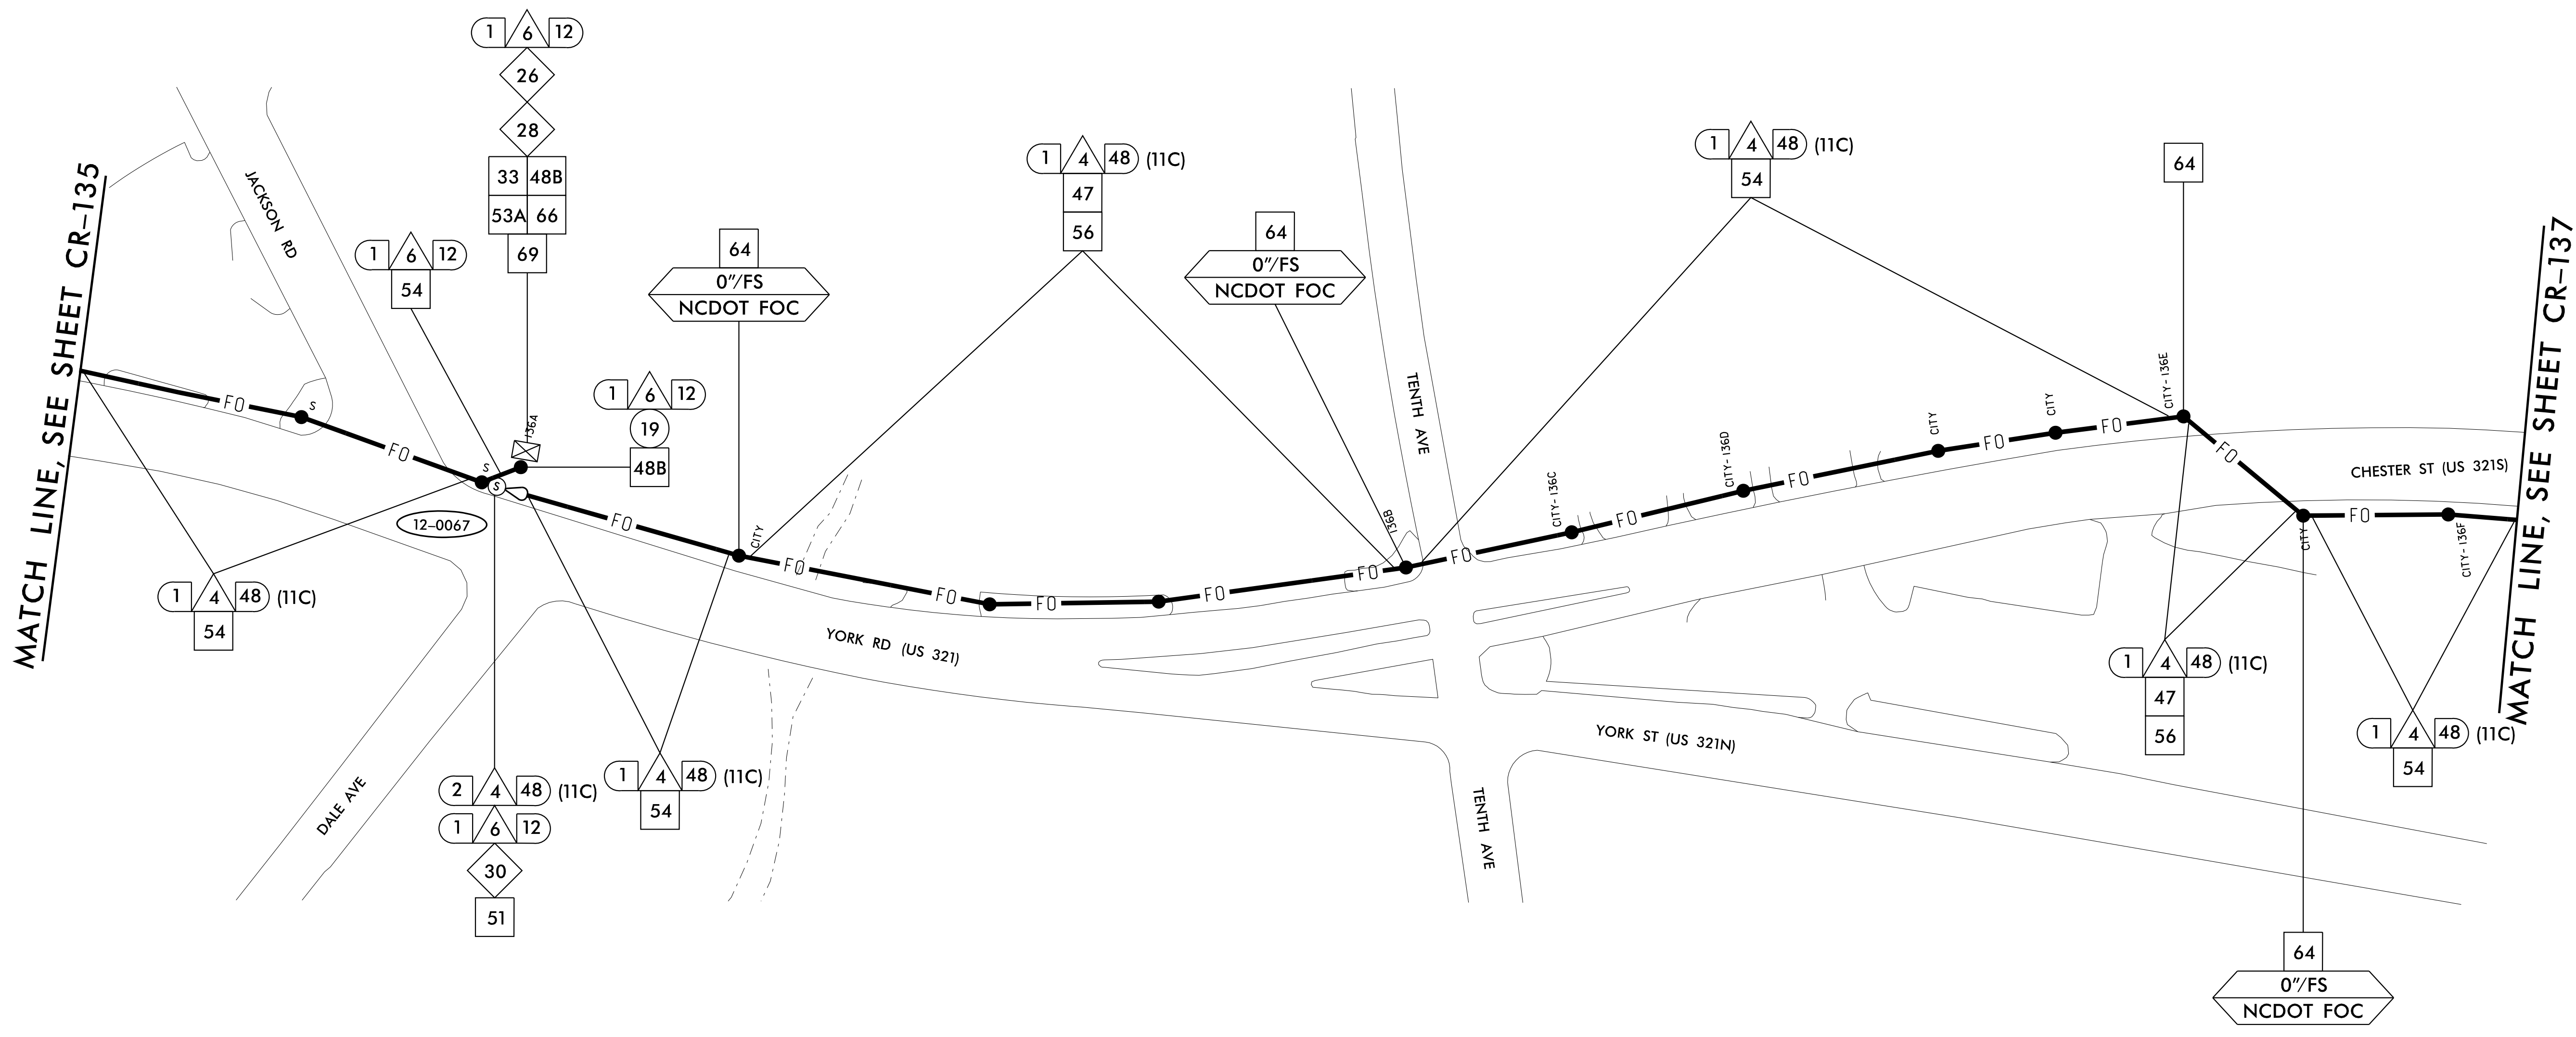 MATCH LINE, SEE SHEET CR-135
JACKSON RD
1 6 12
54
1 6 12
26
28
33 48B
53A 66
69
136A
1 6 12
19
48B
64
0"/FS
NCDOT FOC
1 4 48 (11C)
47
56
64
0"/FS
NCDOT FOC
TENTH AVE
1 4 48 (11C)
54
64
FO
S
FO
S
S
12-0067
FO
CITY
FO
FO
FO
FO
FO
136B
FO
CITY-136C
FO
CITY-136D
FO
CITY
FO
CITY
FO
CITY-136E
FO
CITY
FO
CITY-136F
CHESTER ST (US 321S)
MATCH LINE, SEE SHEET CR-137
1 4 48 (11C)
54
DALE AVE
2 4 48 (11C)
1 6 12
30
51
1 4 48 (11C)
54
YORK RD (US 321)
YORK ST (US 321N)
TENTH AVE
1 4 48 (11C)
47
56
1 4 48 (11C)
54
64
0"/FS
NCDOT FOC